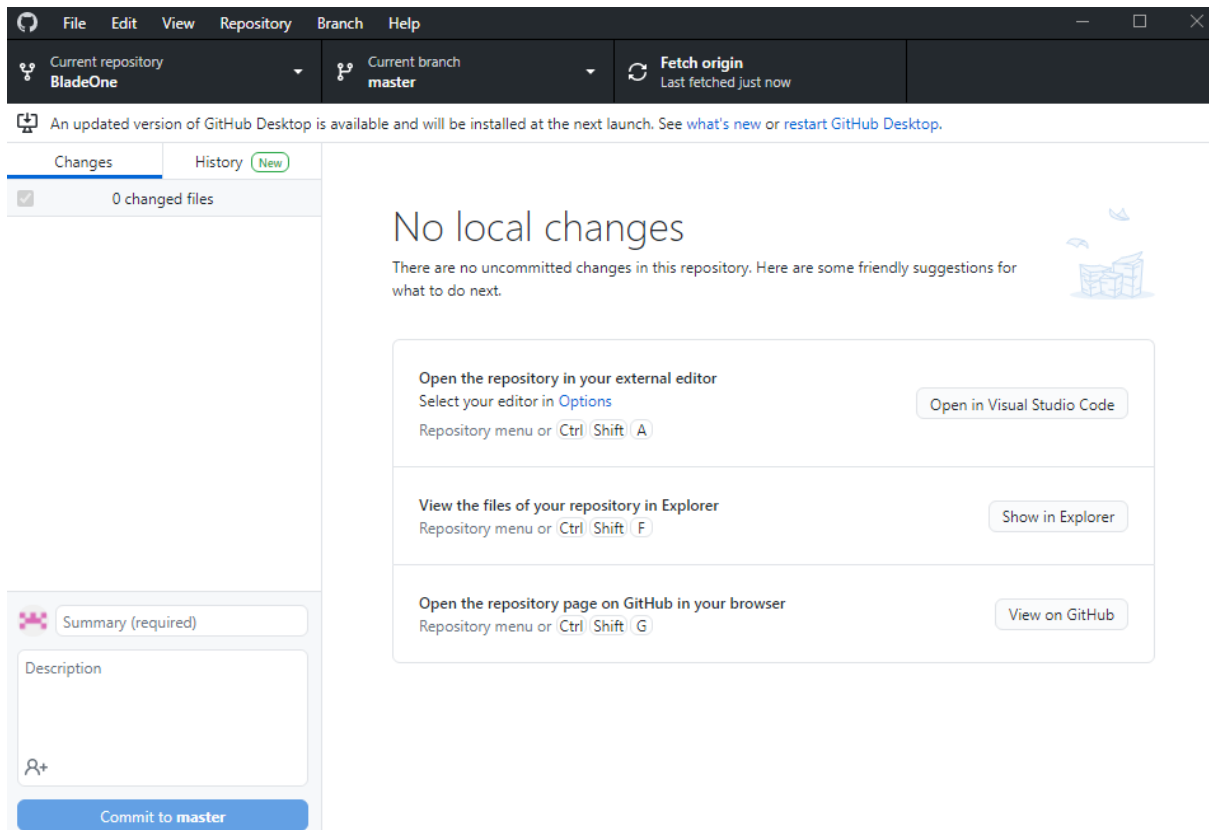 File Edit View Repository Branch Help
Current repository
BladeOne
Current branch
master
Fetch origin
Last fetched just now
An updated version of GitHub Desktop is available and will be installed at the next launch. See what's new or restart GitHub Desktop.
Changes
History New
0 changed files
No local changes
There are no uncommitted changes in this repository. Here are some friendly suggestions for
what to do next.
Open the repository in your external editor
Select your editor in Options
Repository menu or Ctrl Shift A
Open in Visual Studio Code
View the files of your repository in Explorer
Repository menu or Ctrl Shift F
Show in Explorer
Open the repository page on GitHub in your browser
Repository menu or Ctrl Shift G
View on GitHub
Summary (required)
Description
Commit to master